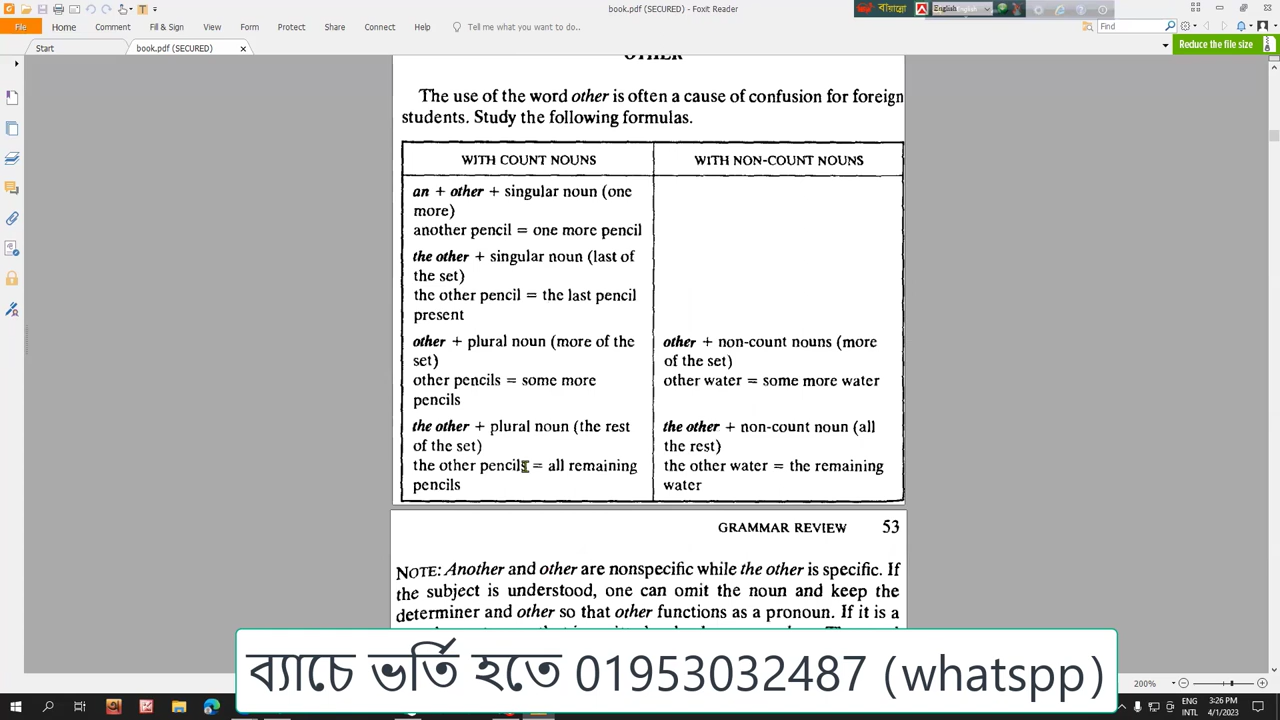 book.pdf (SECURED) - Foxit Reader
বায়ান্নো
English
File
Home
Comment
Fill & Sign
View
Form
Protect
Share
Connect
Help
Tell me what you want to do..
Find
Start
book.pdf (SECURED)
Reduce the file size
OTHER
The use of the word other is often a cause of confusion for foreign
students. Study the following formulas.
WITH COUNT NOUNS
an + other + singular noun (one
more)
another pencil = one more pencil
the other + singular noun (last of
the set)
the other pencil = the last pencil
present
other + plural noun (more of the
set)
other pencils = some more
pencils
the other + plural noun (the rest
of the set)
the other pencils = all remaining
pencils
WITH NON-COUNT NOUNS
other + non-count nouns (more
of the set)
other water = some more water
the other + non-count noun (all
the rest)
the other water = the remaining
water
GRAMMAR REVIEW 53
NOTE: Another and other are nonspecific while the other is specific. If
the subject is understood, one can omit the noun and keep the
determiner and other so that other functions as a pronoun. If it is a
ব্যাচে ভর্তি হতে 01953032487 (whatspp)
200%
ENG
INTL
3:26 PM
4/1/2023